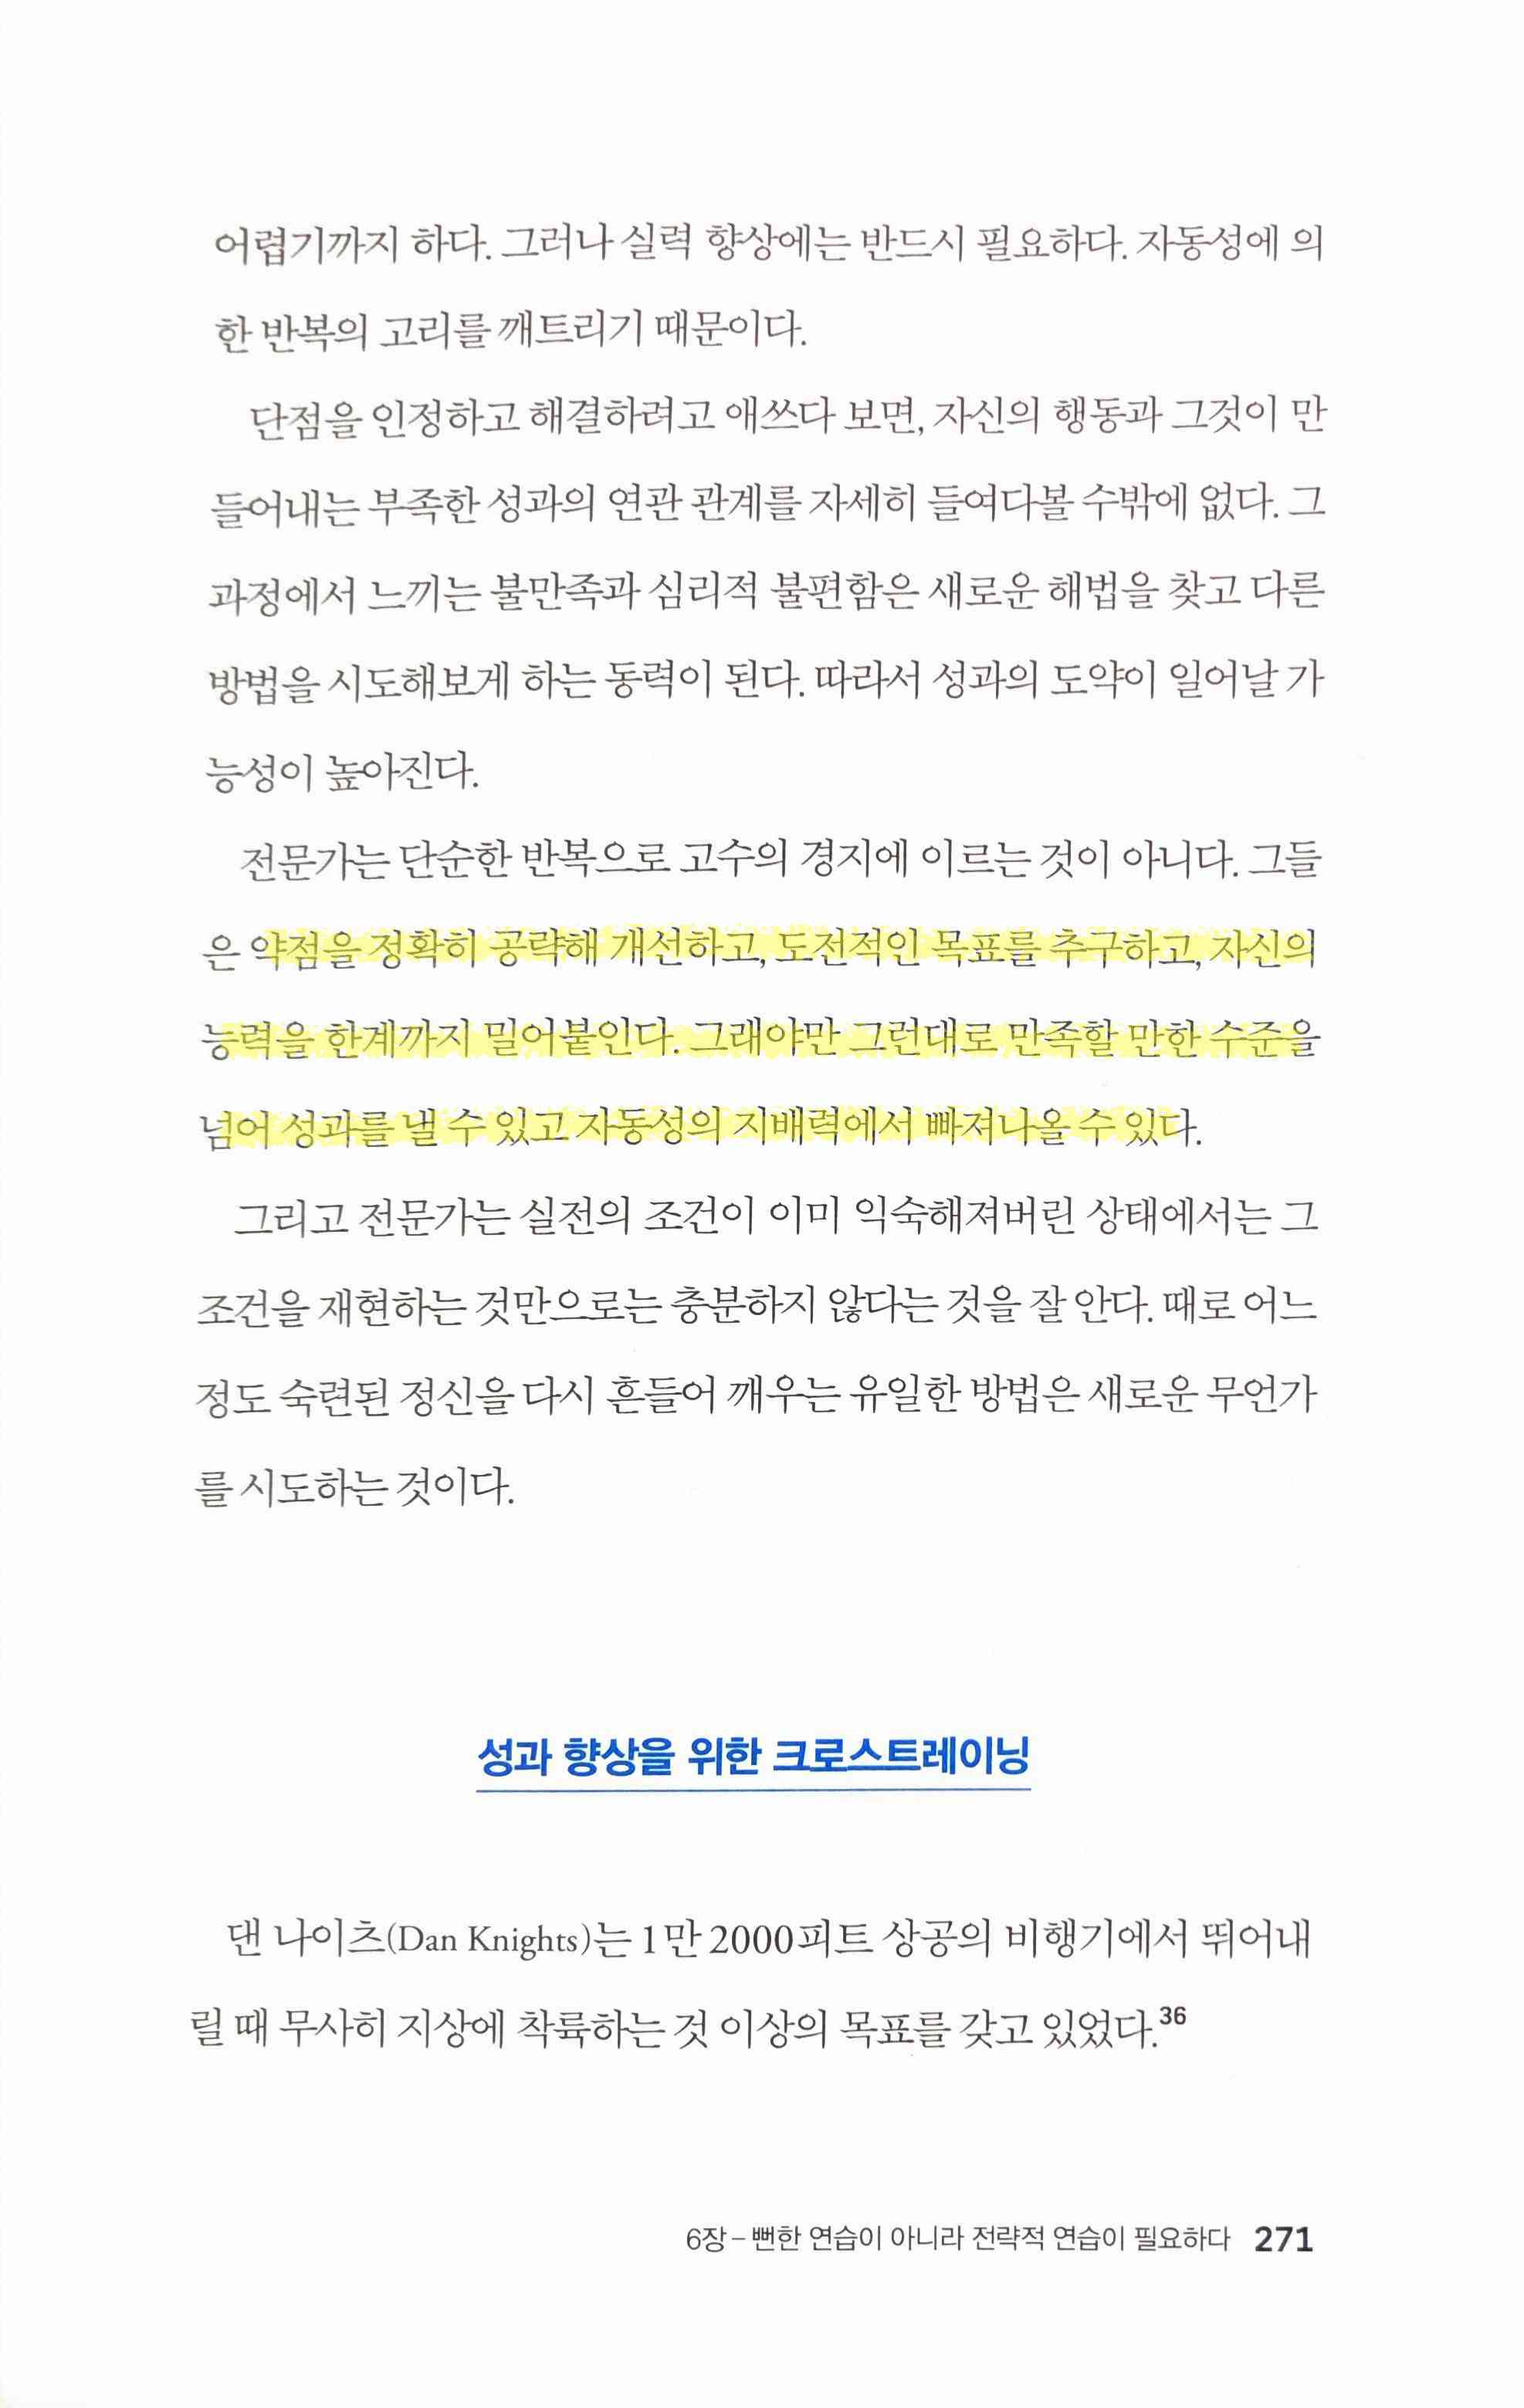 어렵기까지 하다. 그러나 실력 향상에는 반드시 필요하다. 자동성에 의
한 반복의 고리를 깨트리기 때문이다.
단점을 인정하고 해결하려고 애쓰다 보면, 자신의 행동과 그것이 만
들어내는 부족한 성과의 연관 관계를 자세히 들여다볼 수밖에 없다. 그
과정에서 느끼는 불만족과 심리적 불편함은 새로운 해법을 찾고 다른
방법을 시도해보게 하는 동력이 된다. 따라서 성과의 도약이 일어날 가
능성이 높아진다.
전문가는 단순한 반복으로 고수의 경지에 이르는 것이 아니다. 그들
은 약점을 정확히 공략해 개선하고, 도전적인 목표를 추구하고, 자신의
능력을 한계까지 밀어붙인다. 그래야만 그런대로 만족할 만한 수준을
넘어 성과를 낼 수 있고 자동성의 지배력에서 빠져나올 수 있다.
그리고 전문가는 실전의 조건이 이미 익숙해져버린 상태에서는 그
조건을 재현하는 것만으로는 충분하지 않다는 것을 잘 안다. 때로 어느
정도 숙련된 정신을 다시 흔들어 깨우는 유일한 방법은 새로운 무언가
를 시도하는 것이다.
성과 향상을 위한 크로스트레이닝
댄 나이츠(Dan Knights)는 1만 2000피트 상공의 비행기에서 뛰어내
릴 때 무사히 지상에 착륙하는 것 이상의 목표를 갖고 있었다.36
6장 – 뻔한 연습이 아니라 전략적 연습이 필요하다 271